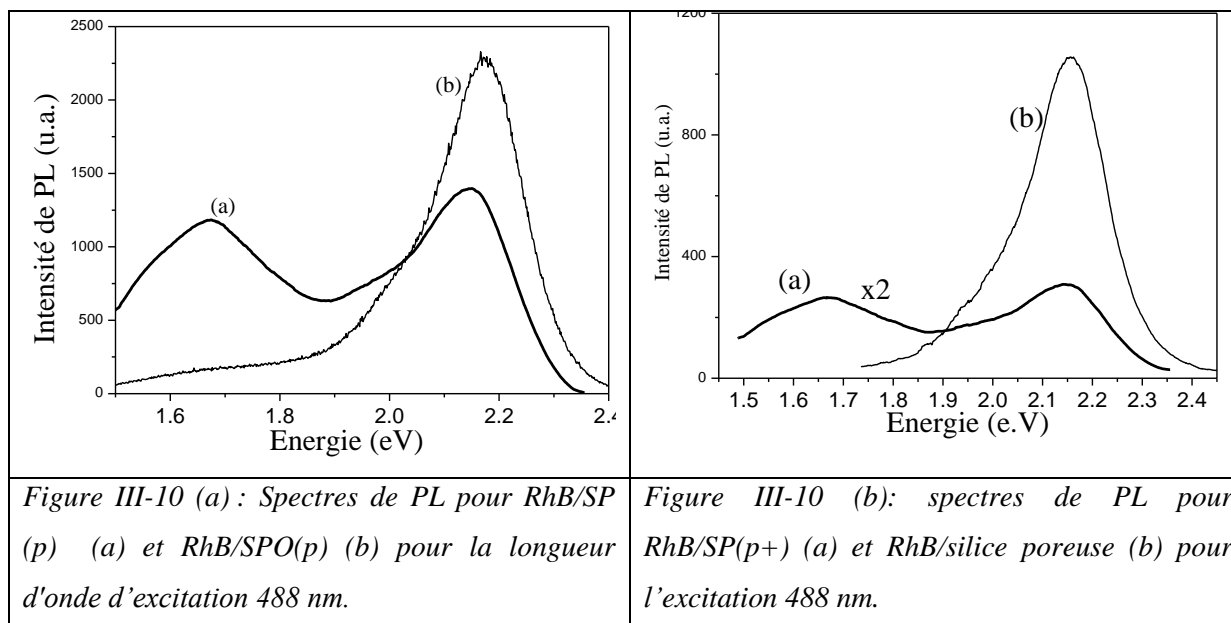 2500
2000
1500
1000
500
0
Intensité de PL (u.a.)
(a)
(b)
1.6
1.8
2.0
2.2
2.4
Energie (eV)
1200
800
400
0
Intensité de PL (u.a.)
(a)
x2
(b)
1.5
1.6
1.7
1.8
1.9
2.0
2.1
2.2
2.3
2.4
Energie (e.V)
Figure III-10 (a) : Spectres de PL pour RhB/SP
(p) (a) et RhB/SPO(p) (b) pour la longueur
d'onde d’excitation 488 nm.
Figure III-10 (b): spectres de PL pour
RhB/SP(p+) (a) et RhB/silice poreuse (b) pour
l’excitation 488 nm.